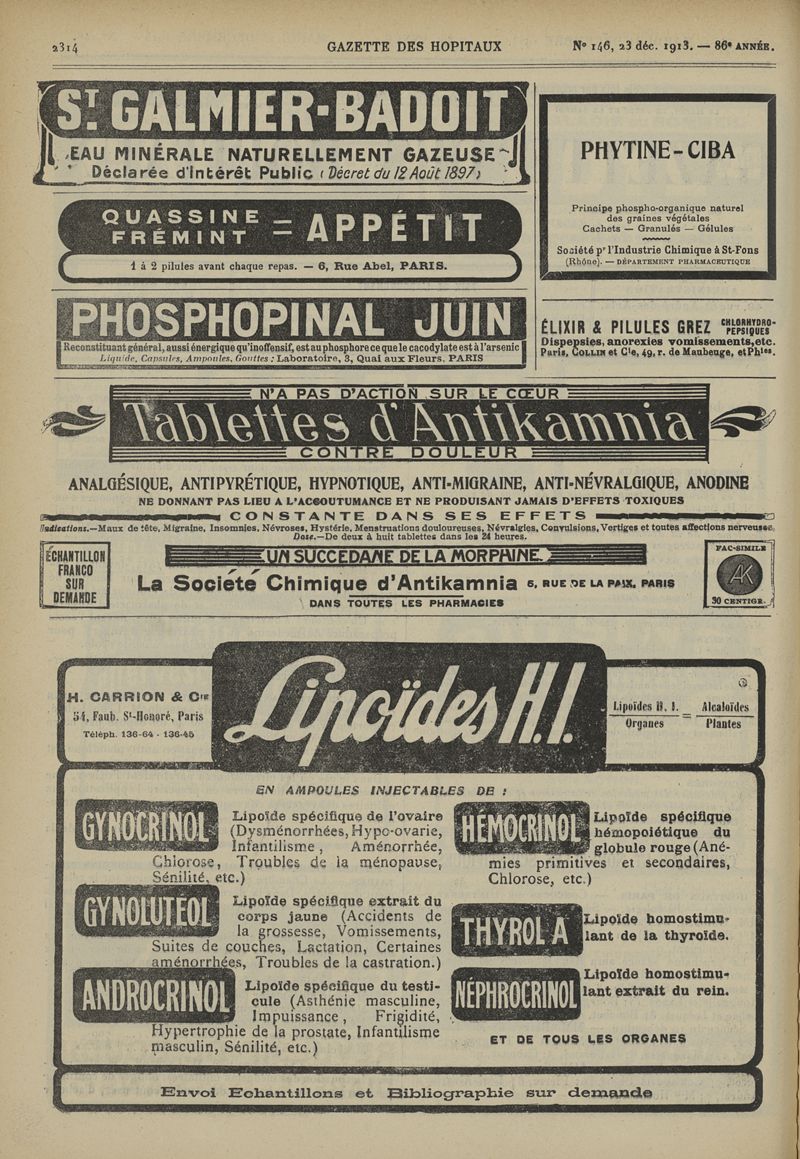 2314
GAZETTE DES HOPITAUX
N° 146, 23 déc. 1913. — 86e ANNÉE.
ST GALMIER-BADOIT
EAU MINÉRALE NATURELLEMENT GAZEUSE
Déclarée d'Intérêt Public (Décret du 12 Août 1897)
QUASSINE
FRÉMINT
= APPÉTIT
1 à 2 pilules avant chaque repas. — 6, Rue Abel, PARIS.
PHOSPHOPINAL JUIN
Reconstituant général, aussi énergique qu'inoffensif, est au phosphore ce que le cacodylate est à l'arsenic
Liquide, Capsules, Ampoules, Gouttes : Laboratoire, 3, Quai aux Fleurs, PARIS
PHYTINE-CIBA
Principe phospho-organique naturel
des graines végétales
Cachets — Granulés — Gélules
Société pr l'Industrie Chimique à St-Fons
(Rhône). — DÉPARTEMENT PHARMACEUTIQUE
ÉLIXIR & PILULES GREZ CHLORHYDRO-
PEPSIQUES
Dispepsies, anorexies vomissements, etc.
Paris, COLLIN et Cie, 49, r. de Maubeuge, et Phies.
N'A PAS D'ACTION SUR LE CŒUR
Tablettes d'Antikamnia
CONTRE DOULEUR
ANALGÉSIQUE, ANTIPYRÉTIQUE, HYPNOTIQUE, ANTI-MIGRAINE, ANTI-NÉVRALGIQUE, ANODINE
NE DONNANT PAS LIEU A L'ACCOUTUMANCE ET NE PRODUISANT JAMAIS D'EFFETS TOXIQUES
CONSTANTE DANS SES EFFETS
Indications.—Maux de tête, Migraine, Insomnies, Névroses, Hystérie, Menstruations douloureuses, Névralgies, Convulsions, Vertiges et toutes affections nerveuses.
Dose.—De deux à huit tablettes dans les 24 heures.
ÉCHANTILLON
FRANCO
SUR
DEMANDE
UN SUCCEDANÉ DE LA MORPHINE
La Société Chimique d'Antikamnia 5, RUE DE LA PAIX, PARIS
DANS TOUTES LES PHARMACIES
FAC-SIMILE
AK
30 CENTIGR.
H. CARRION & Cie
54, Faub. St-Honoré, Paris
Téléph. 136-64 - 136-45
Lipoïdes H.I.
Lipoïdes H. I. = Alcaloïdes
Organes Plantes
EN AMPOULES INJECTABLES DE :
GYNOCRINOL
Lipoïde spécifique de l'ovaire
(Dysménorrhées, Hypo-ovarie,
Infantilisme, Aménorrhée,
Chlorose, Troubles de la ménopause,
Sénilité, etc.)
GYNOLUTÉOL
Lipoïde spécifique extrait du
corps jaune (Accidents de
la grossesse, Vomissements,
Suites de couches, Lactation, Certaines
aménorrhées, Troubles de la castration.)
ANDROCRINOL
Lipoïde spécifique du testi-
cule (Asthénie masculine,
Impuissance, Frigidité,
Hypertrophie de la prostate, Infantilisme
masculin, Sénilité, etc.)
HÉMOCRINOL
Lipoïde spécifique
hémopoiétique du
globule rouge (Ané-
mies primitives et secondaires,
Chlorose, etc.)
THYROL A
Lipoïde homostimu-
lant de la thyroïde.
NÉPHROCRINOL
Lipoïde homostimu-
lant extrait du rein.
ET DE TOUS LES ORGANES
Envoi Echantillons et Bibliographie sur demande